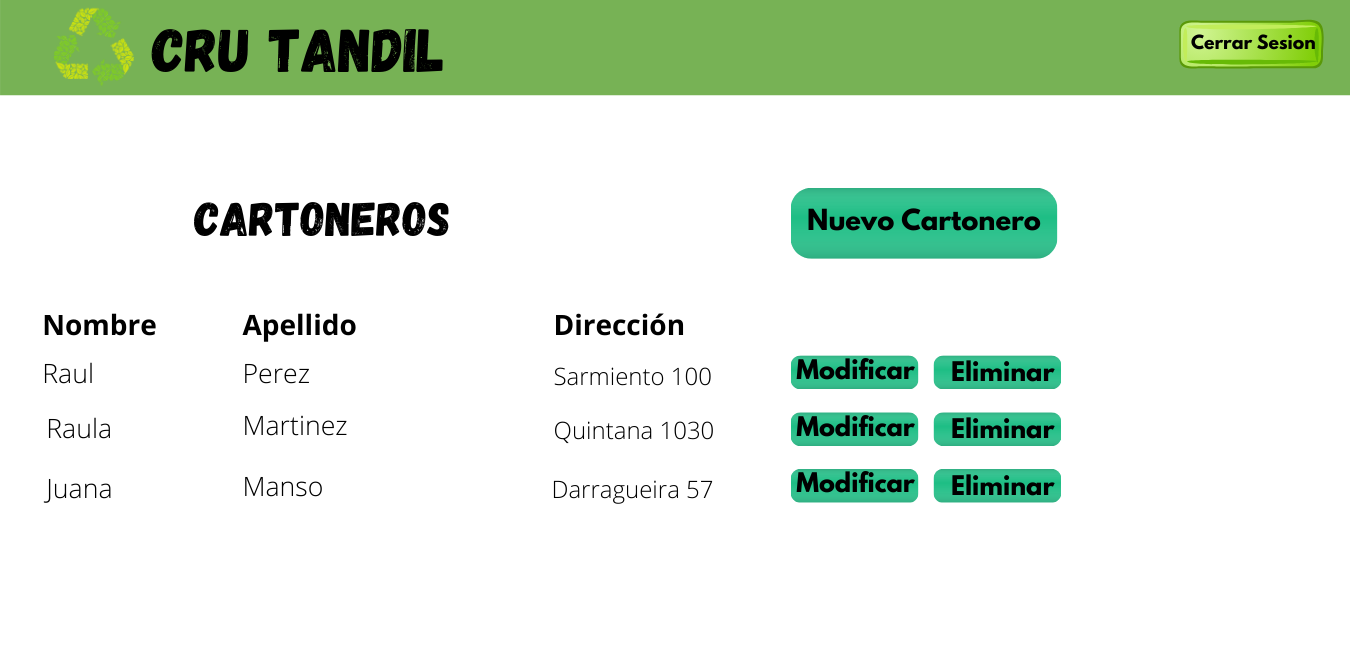 CRU TANDIL
Cerrar Sesion
CARTONEROS
Nuevo Cartonero
Nombre Apellido Dirección
Raul Perez Sarmiento 100 Modificar Eliminar
Raula Martinez Quintana 1030 Modificar Eliminar
Juana Manso Darragueira 57 Modificar Eliminar